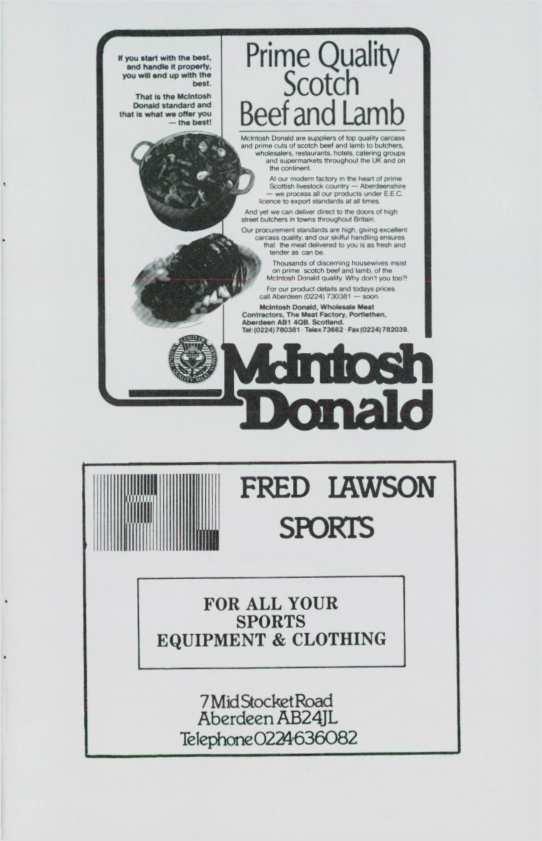 If you start with the best,
and handle it properly,
you will end up with the
best.
That is the McIntosh
Donald standard and
that is what we offer you
— the best!
Prime Quality
Scotch
Beef and Lamb
McIntosh Donald are suppliers of top quality carcass
and prime cuts of scotch beef and lamb to butchers,
wholesalers, restaurants, hotels, catering groups
and supermarkets throughout the UK and on
the continent.
At our modern factory in the heart of prime
Scottish livestock country — Aberdeenshire
— we process all our products under E.E.C.
licence to export standards at all times.
And yet we can deliver direct to the doors of high
street butchers in towns throughout Britain.
Our procurement standards are high, giving excellent
carcass quality, and our skilful handling ensures
that the meat delivered to you is as fresh and
tender as can be.
Thousands of discerning housewives insist
on prime scotch beef and lamb, of the
McIntosh Donald quality. Why don't you too?!
For our product details and todays prices
call Aberdeen (0224) 730381 — soon.
McIntosh Donald, Wholesale Meat
Contractors, The Meat Factory, Portlethen,
Aberdeen AB1 4QB. Scotland.
Tel: (0224) 780381 · Telex 73662 · Fax (0224) 782039.
McIntosh
Donald
FL
FRED LAWSON
SPORTS
FOR ALL YOUR
SPORTS
EQUIPMENT & CLOTHING
7 Mid Stocket Road
Aberdeen AB2 4JL
Telephone 0224 636082